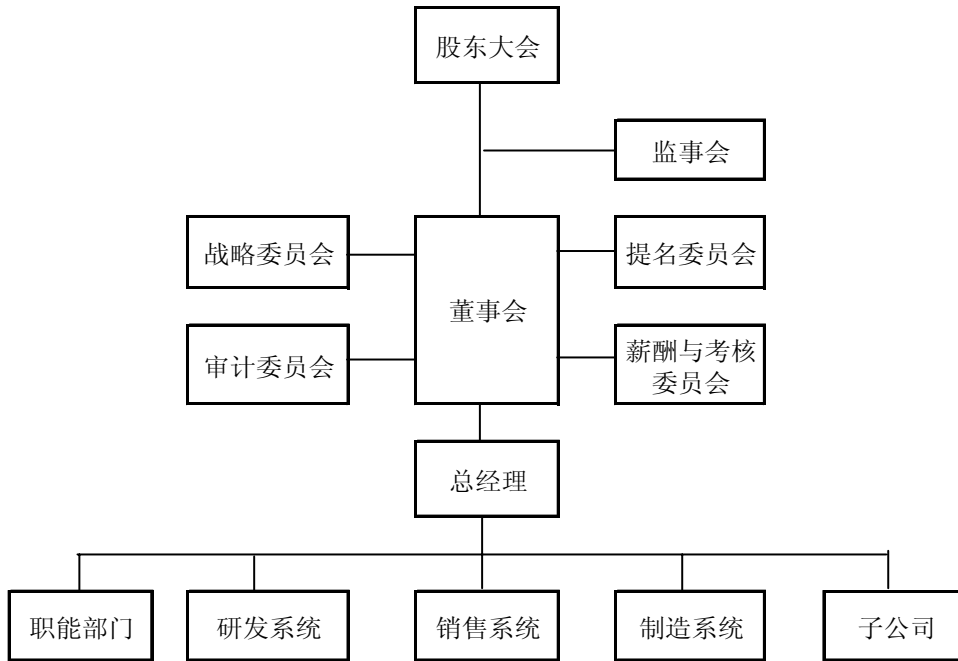 股东大会
监事会
战略委员会
提名委员会
董事会
审计委员会
薪酬与考核
委员会
总经理
职能部门
研发系统
销售系统
制造系统
子公司